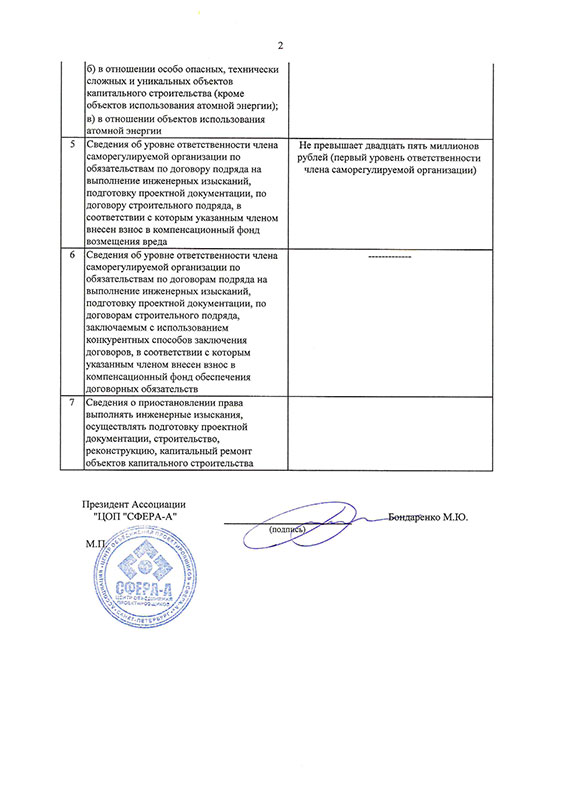 2
б) в отношении особо опасных, технически
сложных и уникальных объектов
капитального строительства (кроме
объектов использования атомной энергии);
в) в отношении объектов использования
атомной энергии
5
Сведения об уровне ответственности члена
саморегулируемой организации по
обязательствам по договору подряда на
выполнение инженерных изысканий,
подготовку проектной документации, по
договору строительного подряда, в
соответствии с которым указанным членом
внесен взнос в компенсационный фонд
возмещения вреда
Не превышает двадцать пять миллионов
рублей (первый уровень ответственности
члена саморегулируемой организации)
6
Сведения об уровне ответственности члена
саморегулируемой организации по
обязательствам по договорам подряда на
выполнение инженерных изысканий,
подготовку проектной документации, по
договорам строительного подряда,
заключаемым с использованием
конкурентных способов заключения
договоров, в соответствии с которым
указанным членом внесен взнос в
компенсационный фонд обеспечения
договорных обязательств
-------------
7
Сведения о приостановлении права
выполнять инженерные изыскания,
осуществлять подготовку проектной
документации, строительство,
реконструкцию, капитальный ремонт
объектов капитального строительства
Президент Ассоциации
"ЦОП "СФЕРА-А"
Бондаренко М.Ю.
(подпись)
М.П.
СФЕРА-А
ЦЕНТР ОБЪЕДИНЕНИЯ
ПРОЕКТИРОВЩИКОВ
САНКТ-ПЕТЕРБУРГ